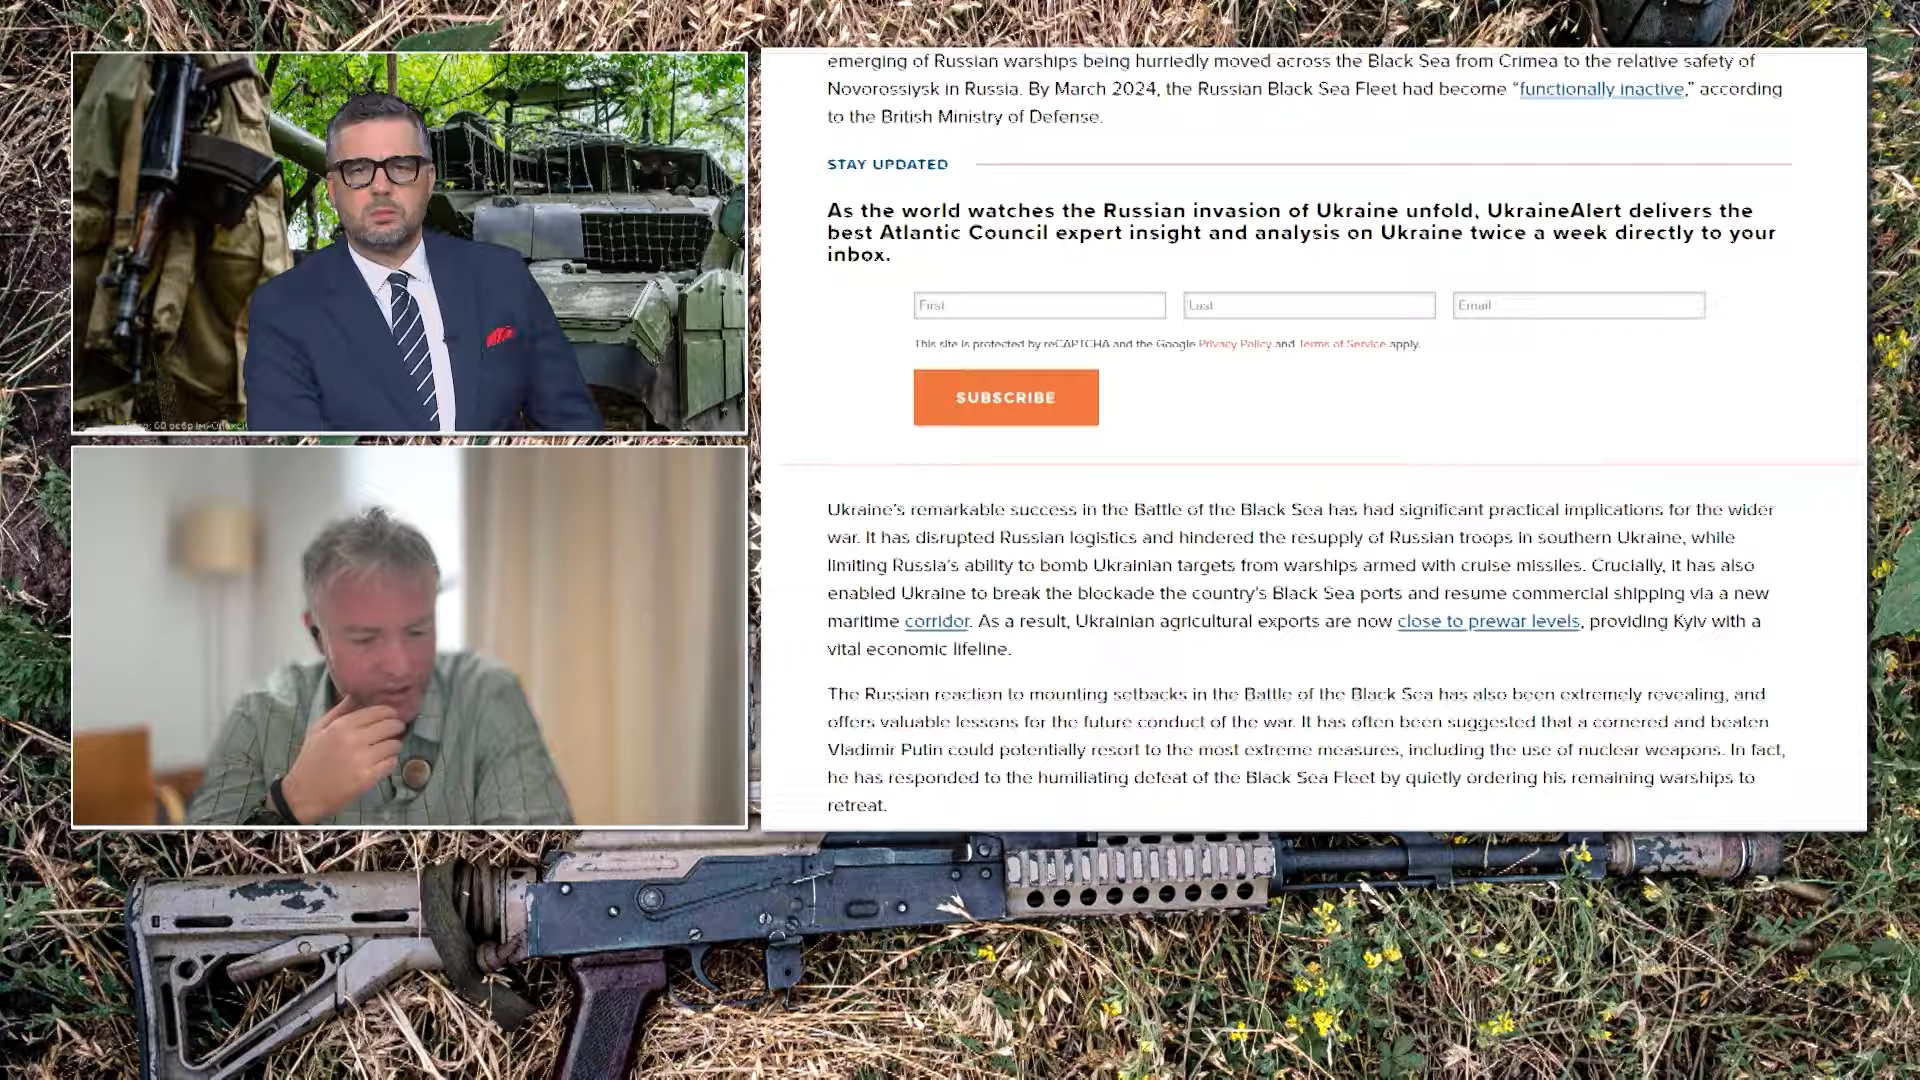 emerging of Russian warships being hurriedly moved across the Black Sea from Crimea to the relative safety of
Novorossiysk in Russia. By March 2024, the Russian Black Sea Fleet had become “functionally inactive,” according
to the British Ministry of Defense.
STAY UPDATED
As the world watches the Russian invasion of Ukraine unfold, UkraineAlert delivers the
best Atlantic Council expert insight and analysis on Ukraine twice a week directly to your
inbox.
First
Last
Email
This site is protected by reCAPTCHA and the Google Privacy Policy and Terms of Service apply.
SUBSCRIBE
Ukraine’s remarkable success in the Battle of the Black Sea has had significant practical implications for the wider
war. It has disrupted Russian logistics and hindered the resupply of Russian troops in southern Ukraine, while
limiting Russia’s ability to bomb Ukrainian targets from warships armed with cruise missiles. Crucially, it has also
enabled Ukraine to break the blockade the country’s Black Sea ports and resume commercial shipping via a new
maritime corridor. As a result, Ukrainian agricultural exports are now close to prewar levels, providing Kyiv with a
vital economic lifeline.
The Russian reaction to mounting setbacks in the Battle of the Black Sea has also been extremely revealing, and
offers valuable lessons for the future conduct of the war. It has often been suggested that a cornered and beaten
Vladimir Putin could potentially resort to the most extreme measures, including the use of nuclear weapons. In fact,
he has responded to the humiliating defeat of the Black Sea Fleet by quietly ordering his remaining warships to
retreat.